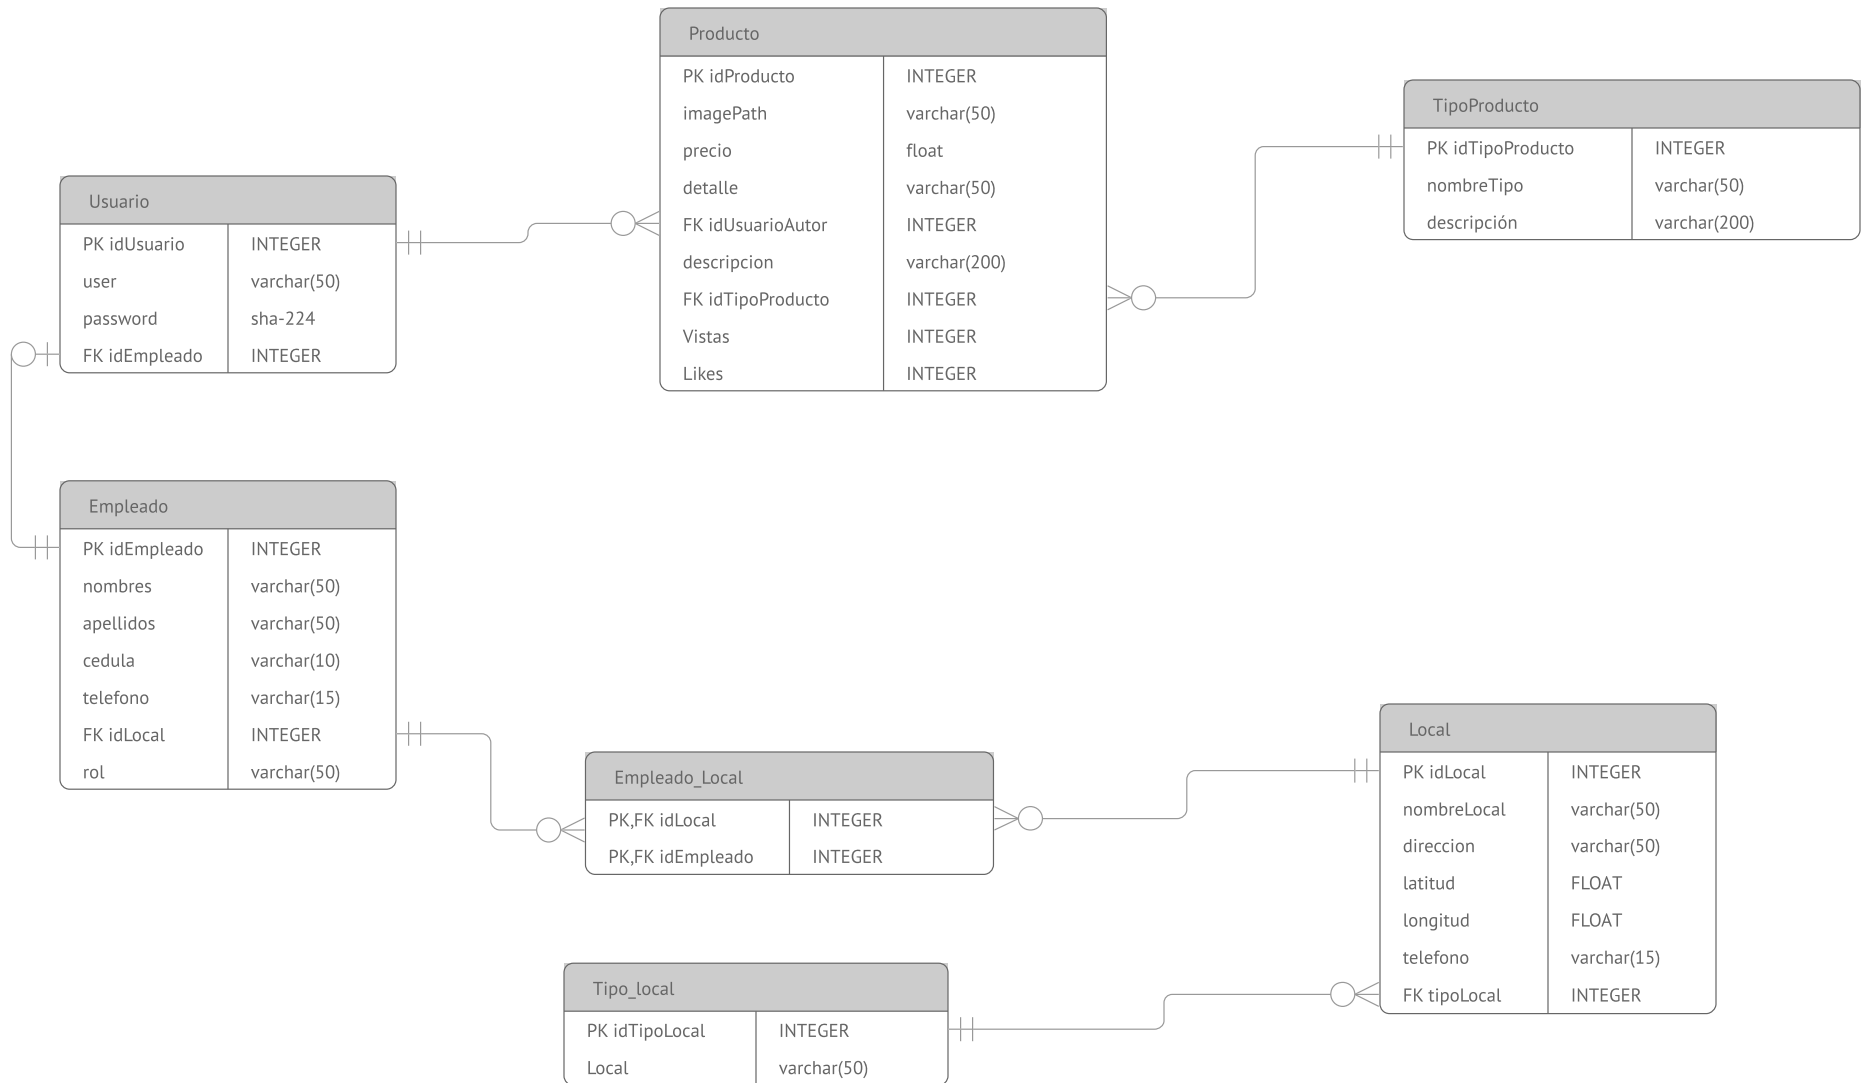 Producto
PK idProducto INTEGER
imagePath varchar(50)
precio float
detalle varchar(50)
FK idUsuarioAutor INTEGER
descripcion varchar(200)
FK idTipoProducto INTEGER
Vistas INTEGER
Likes INTEGER
TipoProducto
PK idTipoProducto INTEGER
nombreTipo varchar(50)
descripción varchar(200)
Usuario
PK idUsuario INTEGER
user varchar(50)
password sha-224
FK idEmpleado INTEGER
Empleado
PK idEmpleado INTEGER
nombres varchar(50)
apellidos varchar(50)
cedula varchar(10)
telefono varchar(15)
FK idLocal INTEGER
rol varchar(50)
Empleado_Local
PK,FK idLocal INTEGER
PK,FK idEmpleado INTEGER
Local
PK idLocal INTEGER
nombreLocal varchar(50)
direccion varchar(50)
latitud FLOAT
longitud FLOAT
telefono varchar(15)
FK tipoLocal INTEGER
Tipo_local
PK idTipoLocal INTEGER
Local varchar(50)